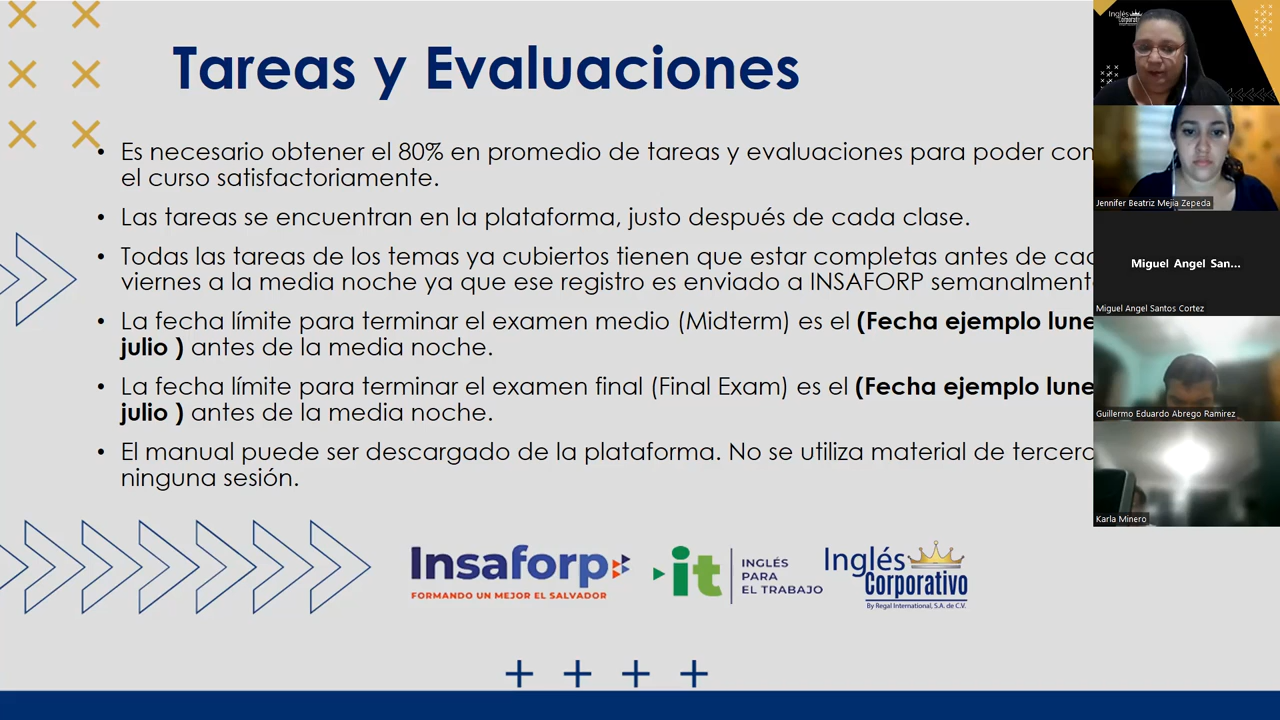 Tareas y Evaluaciones
• Es necesario obtener el 80% en promedio de tareas y evaluaciones para poder com
el curso satisfactoriamente.
• Las tareas se encuentran en la plataforma, justo después de cada clase.
• Todas las tareas de los temas ya cubiertos tienen que estar completas antes de cad
viernes a la media noche ya que ese registro es enviado a INSAFORP semanalment
• La fecha límite para terminar el examen medio (Midterm) es el (Fecha ejemplo lune
julio ) antes de la media noche.
• La fecha límite para terminar el examen final (Final Exam) es el (Fecha ejemplo lune
julio ) antes de la media noche.
• El manual puede ser descargado de la plataforma. No se utiliza material de tercero
ninguna sesión.
Insaforp
FORMANDO UN MEJOR EL SALVADOR
it
INGLÉS
PARA
EL TRABAJO
Inglés
Corporativo
By Regal International, S.A. de C.V.
Inglés
Corporativo
Jennifer Beatriz Mejia Zepeda
Miguel Angel San...
Miguel Angel Santos Cortez
Guillermo Eduardo Abrego Ramirez
Karla Minero